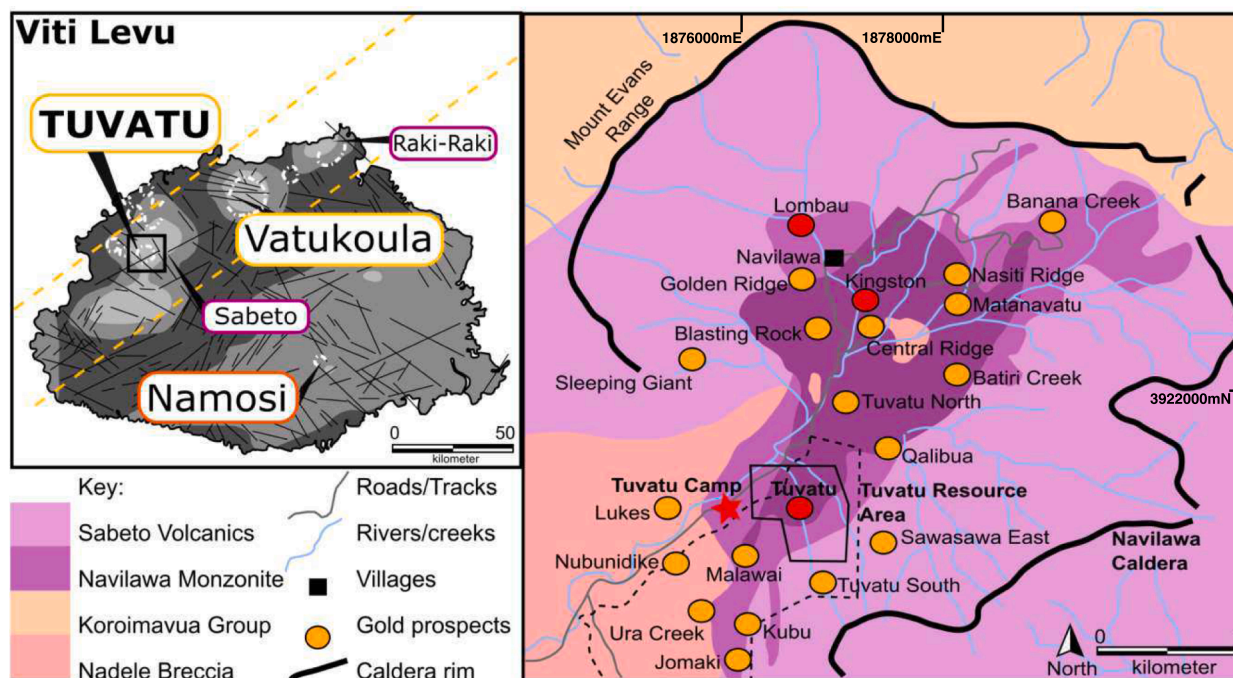 Viti Levu
TUVATU
Raki-Raki
Vatukoula
Sabeto
Namosi
0 50
kilometer
Key:
Sabeto Volcanics
Navilawa Monzonite
Koroimavua Group
Nadele Breccia
Roads/Tracks
Rivers/creeks
Villages
Gold prospects
Caldera rim
1876000mE
1878000mE
Mount Evans
Range
Lombau
Banana Creek
Navilawa
Kingston
Nasiti Ridge
Golden Ridge
Matanavatu
Blasting Rock
Central Ridge
Sleeping Giant
Batiri Creek
3922000mN
Tuvatu North
Qalibua
Tuvatu Camp
Tuvatu
Tuvatu Resource
Area
Lukes
Sawasawa East
Navilawa
Caldera
Nubunidike
Malawai
Tuvatu South
Ura Creek
Kubu
Jomaki
North
0
kilometer